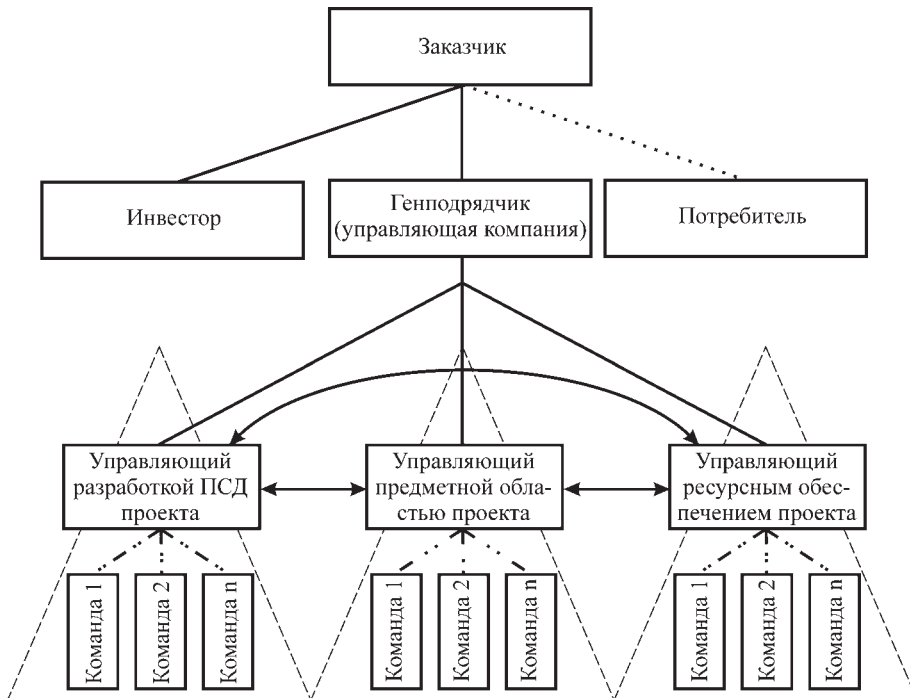 Заказчик
Инвестор
Генподрядчик
(управляющая компания)
Потребитель
Управляющий
разработкой ПСД
проекта
Управляющий
предметной обла-
стью проекта
Управляющий
ресурсным обес-
печением проекта
Команда 1
Команда 2
Команда n
Команда 1
Команда 2
Команда n
Команда 1
Команда 2
Команда n